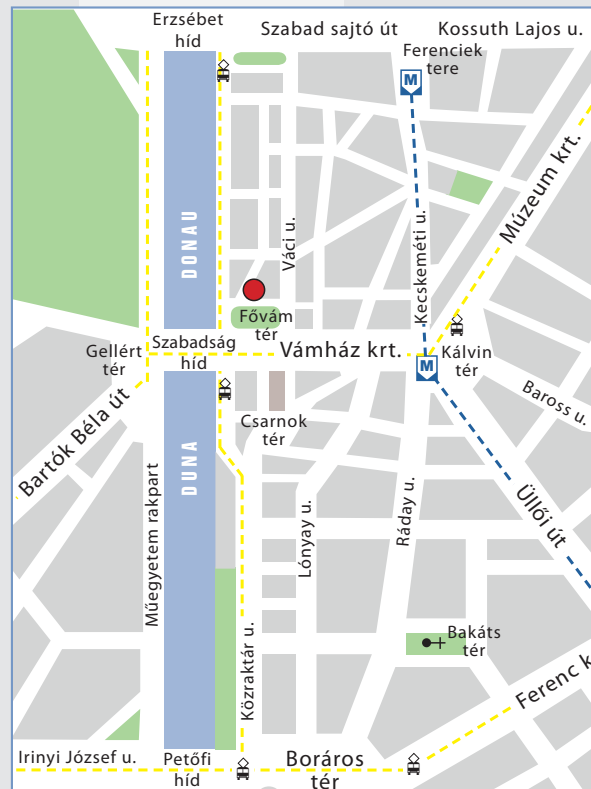 Erzsébet
híd
Szabad sajtó út
Kossuth Lajos u.
Ferenciek
tere
M
Múzeum krt.
DONAU
Váci u.
Kecskeméti u.
Fővám
tér
Gellért
tér
Szabadság
híd
Vámház krt.
M
Kálvin
tér
Bartók Béla út
Csarnok
tér
Baross u.
DUNA
Üllői út
Műegyetem rakpart
Lónyay u.
Ráday u.
Közraktár u.
Bakáts
tér
Ferenc k
Irinyi József u.
Petőfi
híd
Boráros
tér